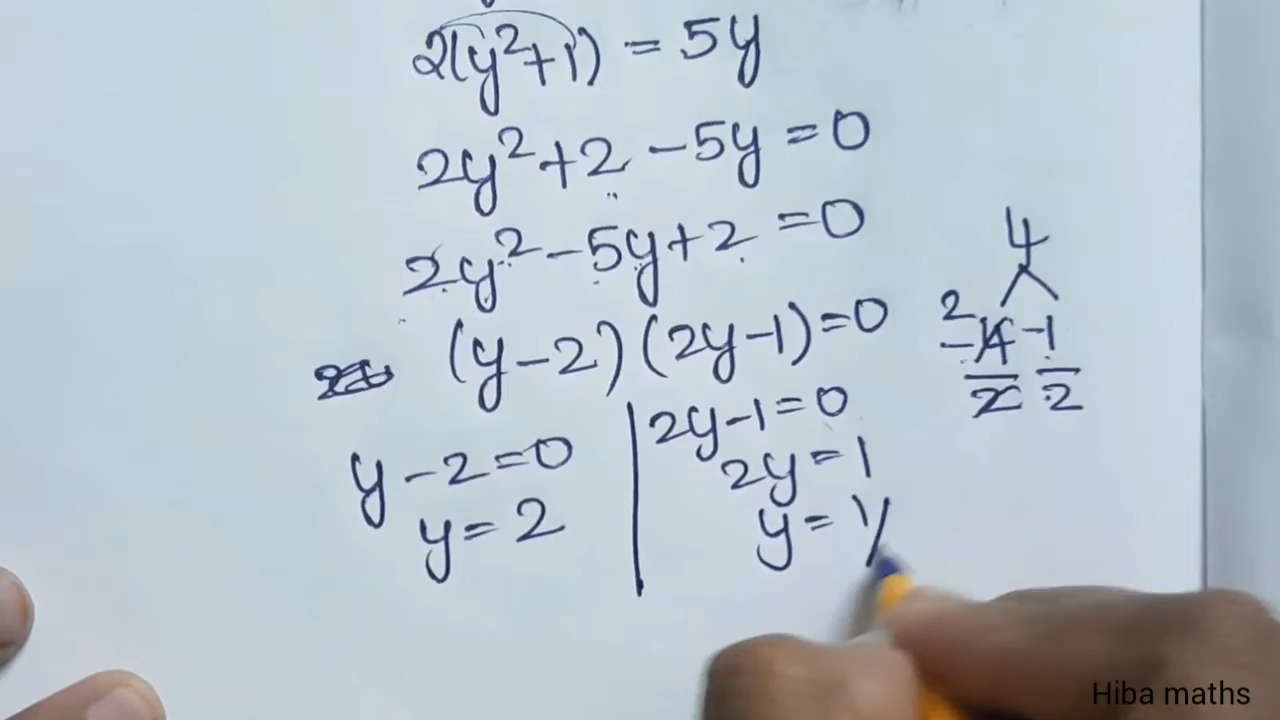 2(y²+1) = 5y
2y²+2 -5y =0
2y²-5y+2 =0
(y-2)(2y-1)=0
y-2=0
y=2
2y-1=0
2y=1
y=1/
4
2
-4 -1
2 2
Hiba maths